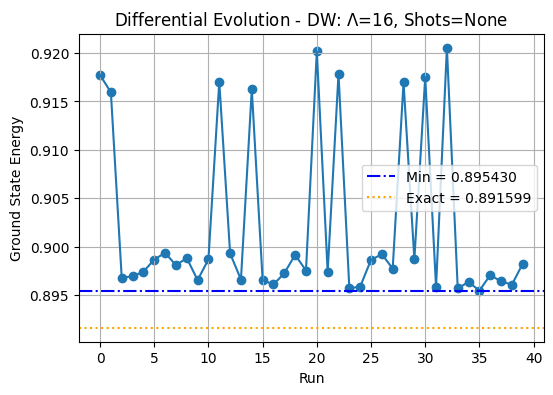 Differential Evolution - DW: Λ=16, Shots=None
Ground State Energy
0.920
0.915
0.910
0.905
0.900
0.895
Min = 0.895430
Exact = 0.891599
0 5 10 15 20 25 30 35 40
Run